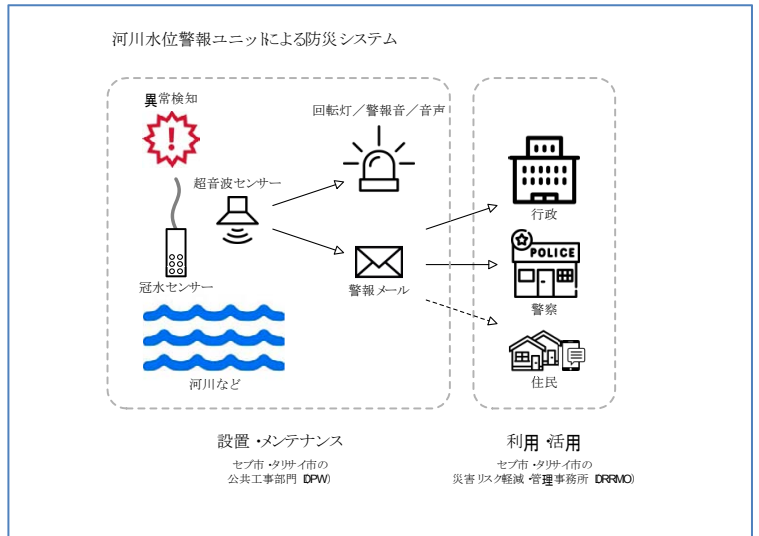 河川水位警報ユニットによる防災システム
異常検知
回転灯／警報音／音声
超音波センサー
行政
POLICE
冠水センサー
警報メール
警察
河川など
住民
設置・メンテナンス
利用・活用
セブ市・タリサイ市の
公共工事部門（DPW）
セブ市・タリサイ市の
災害リスク軽減・管理事務所（DRRMO）